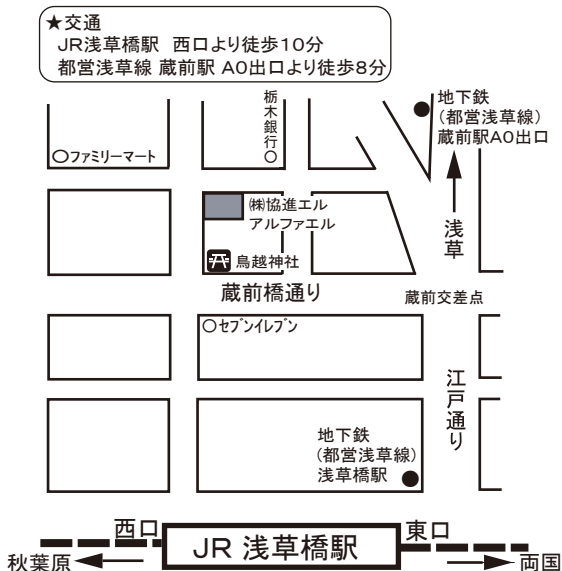 ★交通
JR浅草橋駅 西口より徒歩10分
都営浅草線 蔵前駅 A0出口より徒歩8分
栃木銀行
地下鉄
(都営浅草線)
蔵前駅A0出口
ファミリーマート
㈱協進エル
アルファエル
浅草
鳥越神社
蔵前橋通り
蔵前交差点
セブンイレブン
江戸通り
地下鉄
(都営浅草線)
浅草橋駅
西口
JR 浅草橋駅
東口
秋葉原
両国